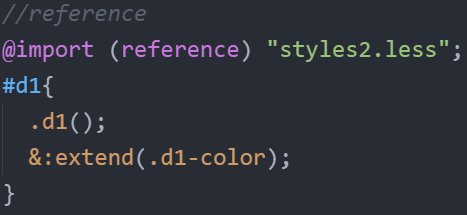 //reference
@import (reference) "styles2.less";
#d1{
  .d1();
  &:extend(.d1-color);
}